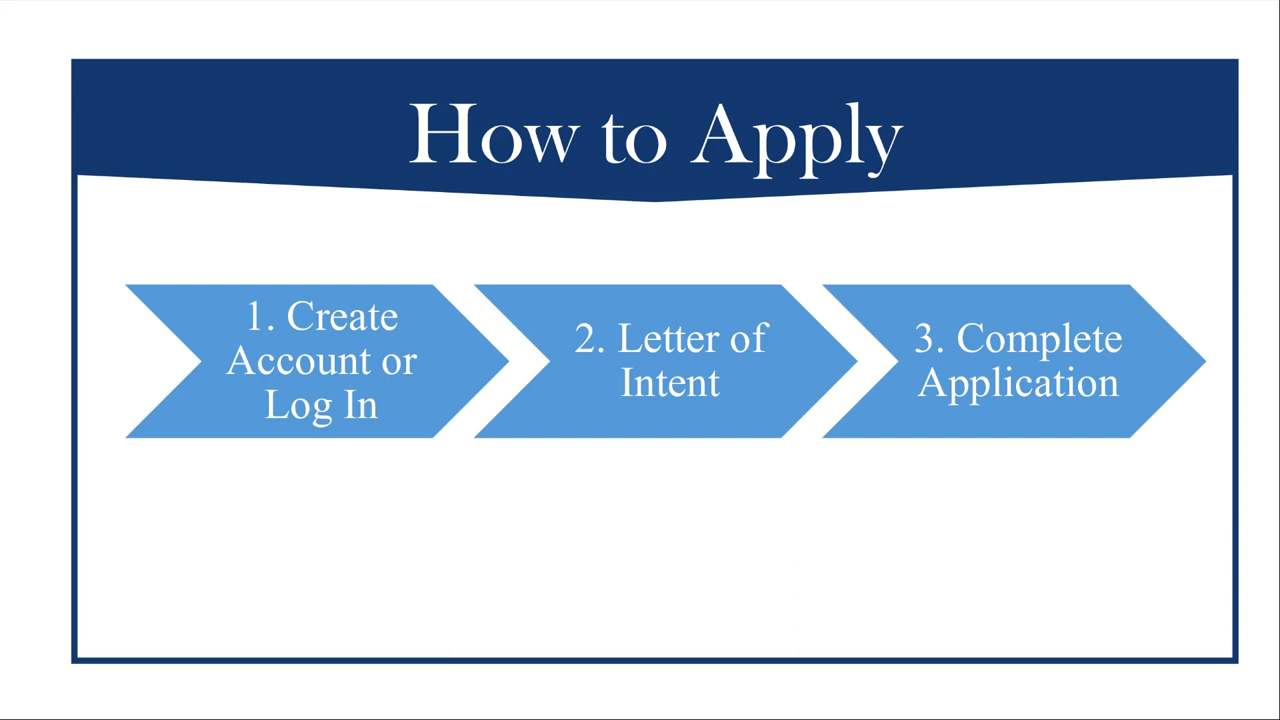 How to Apply
1. Create
Account or
Log In
2. Letter of
Intent
3. Complete
Application